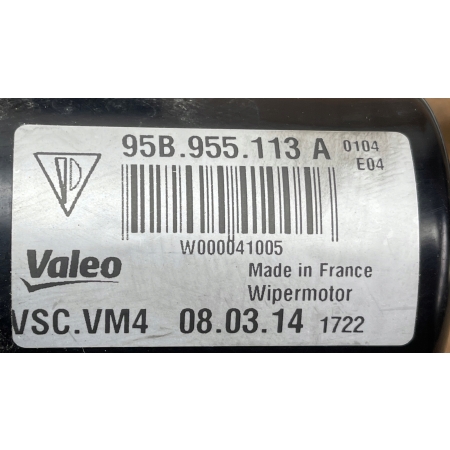 95B.955.113 A 0104
E04
W000041005
Valeo
Made in France
Wipermotor
VSC.VM4 08.03.14 1722